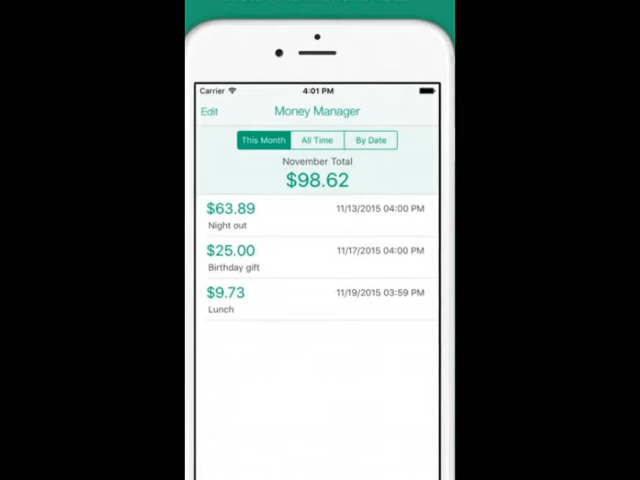 Carrier 4:01 PM
Edit Money Manager
This Month All Time By Date
November Total
$98.62
$63.89 11/13/2015 04:00 PM
Night out
$25.00 11/17/2015 04:00 PM
Birthday gift
$9.73 11/19/2015 03:59 PM
Lunch